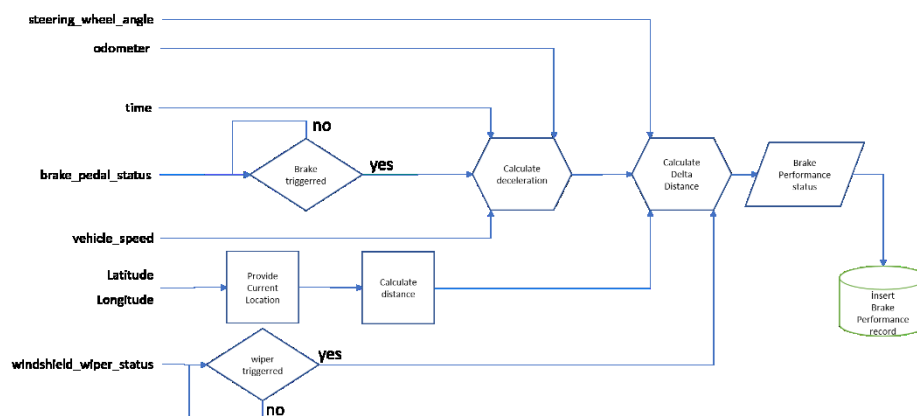 steering_wheel_angle
odometer
time
no
brake_pedal_status
Brake
triggerred
yes
Calculate
deceleration
Calculate
Delta
Distance
Brake
Performance
status
vehicle_speed
Latitude
Longitude
Provide
Current
Location
Calculate
distance
insert
Brake
Performance
record
windshield_wiper_status
wiper
triggerred
yes
no